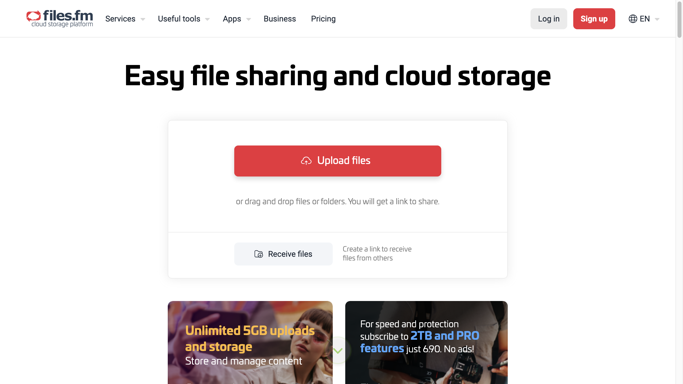 files.fm
cloud storage platform
Services
Useful tools
Apps
Business
Pricing
Log in
Sign up
EN
Easy file sharing and cloud storage
Upload files
or drag and drop files or folders. You will get a link to share.
Receive files
Create a link to receive
files from others
Unlimited 5GB uploads
and storage
Store and manage content
For speed and protection
subscribe to 2TB and PRO
features just 6.90. No ads!